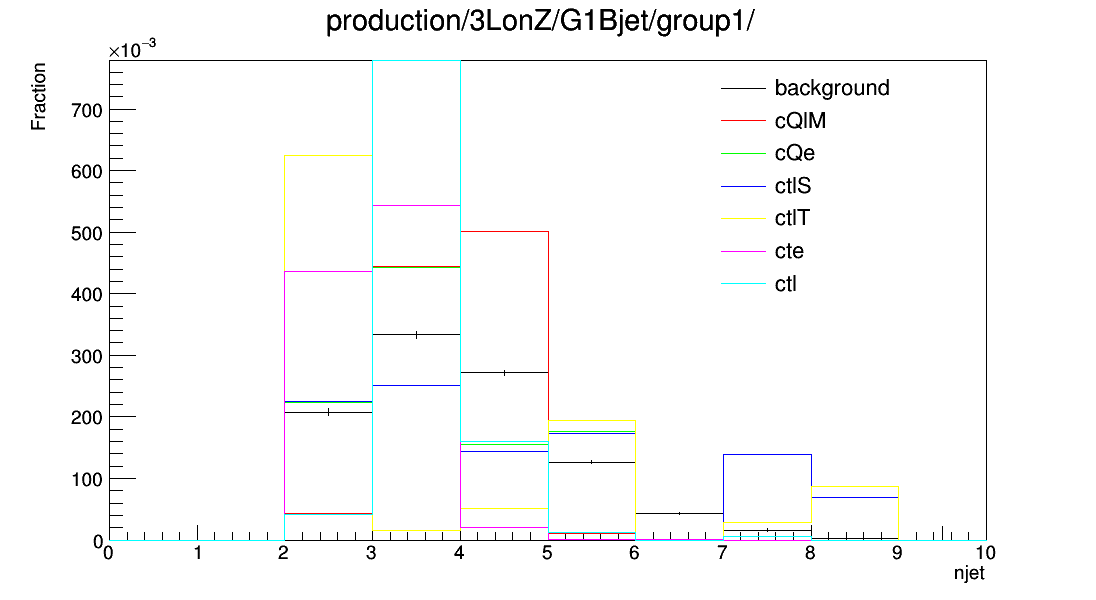 production/3LonZ/G1Bjet/group1/
×10⁻³
Fraction
700
600
500
400
300
200
100
0
0 1 2 3 4 5 6 7 8 9 10
njet
background
cQlM
cQe
ctlS
ctlT
cte
ctl